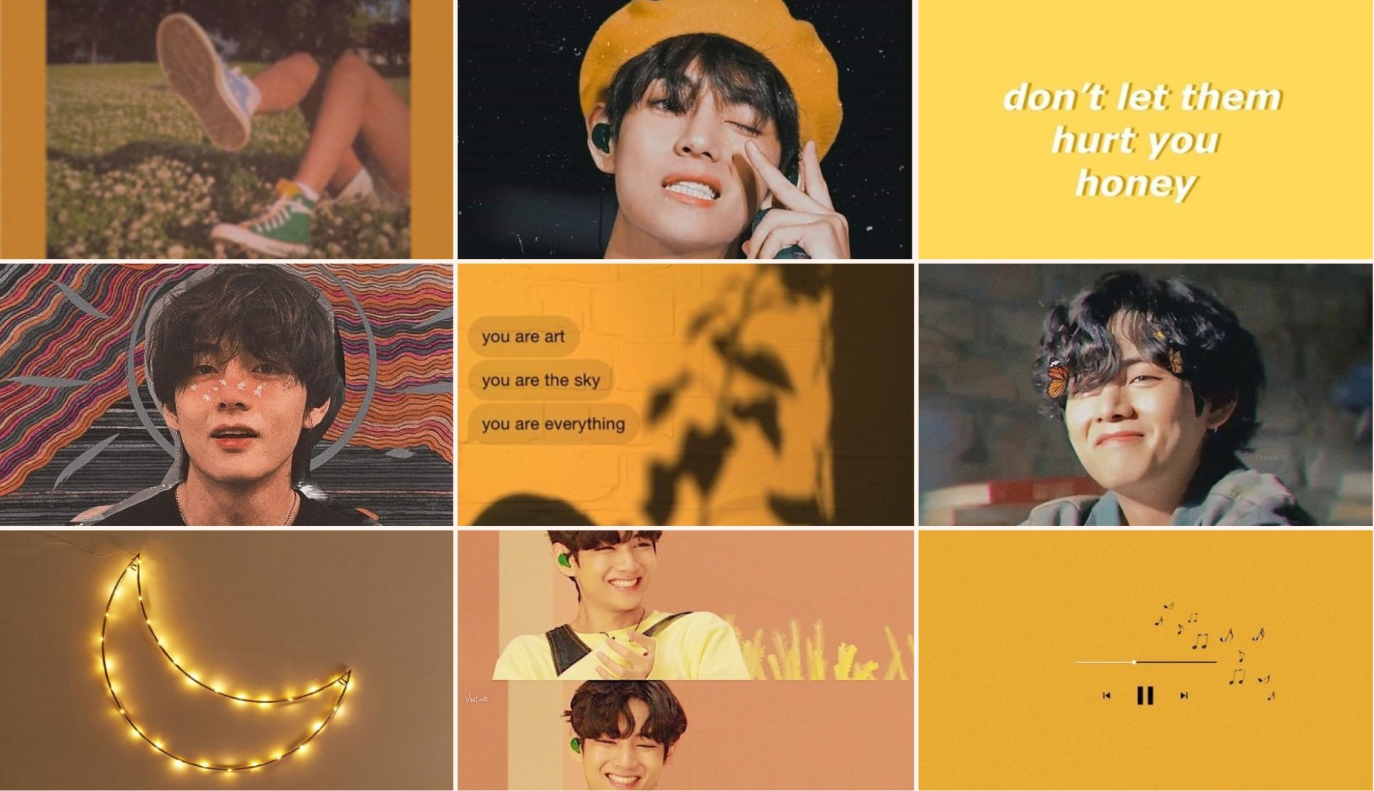 don't let them
hurt you
honey
you are art
you are the sky
you are everything